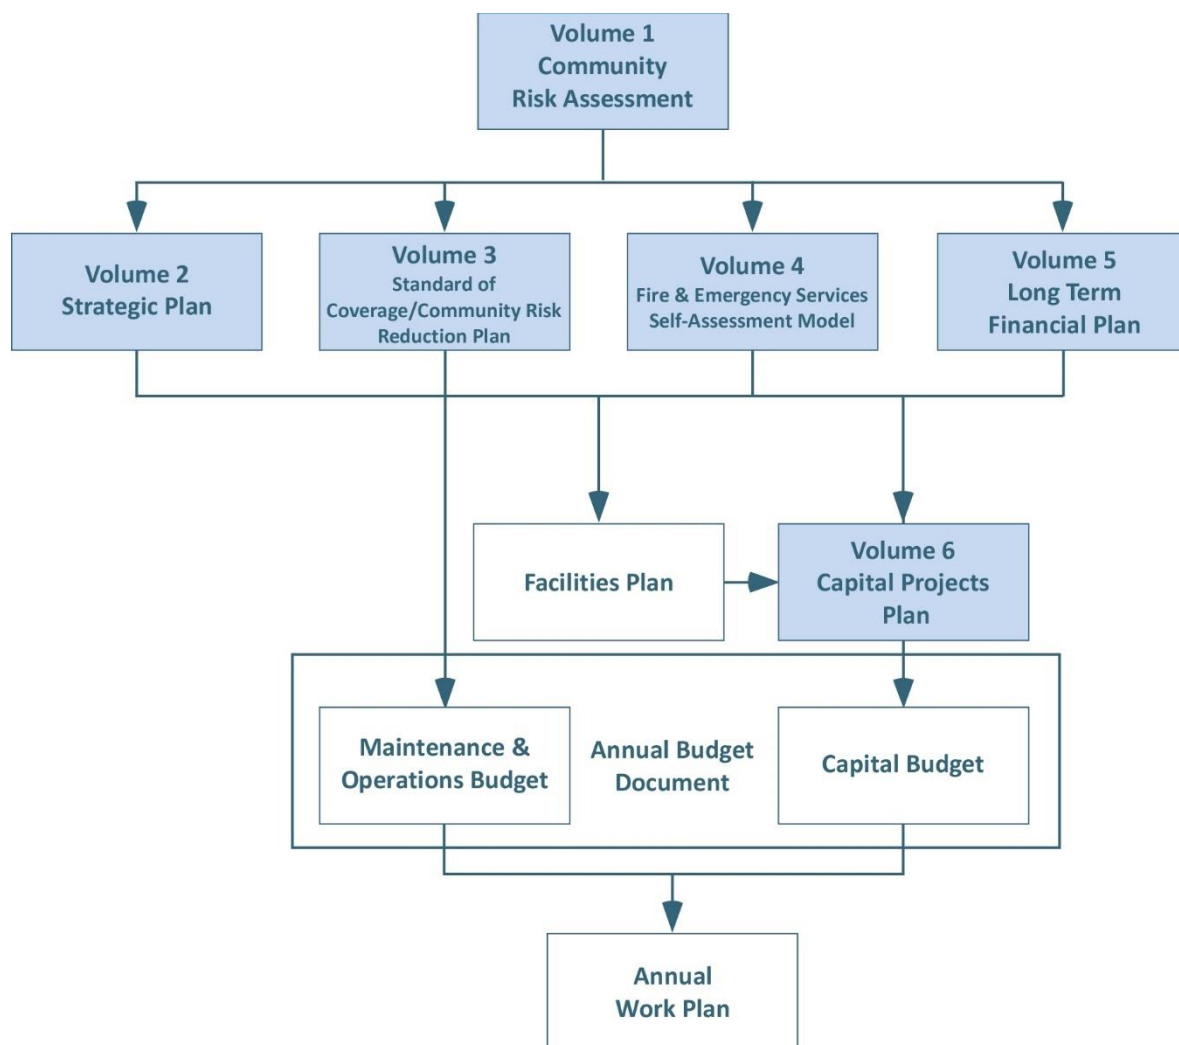 Volume 1
Community
Risk Assessment
Volume 2
Strategic Plan
Volume 3
Standard of
Coverage/Community Risk
Reduction Plan
Volume 4
Fire & Emergency Services
Self-Assessment Model
Volume 5
Long Term
Financial Plan
Facilities Plan
Volume 6
Capital Projects
Plan
Maintenance &
Operations Budget
Annual Budget
Document
Capital Budget
Annual
Work Plan